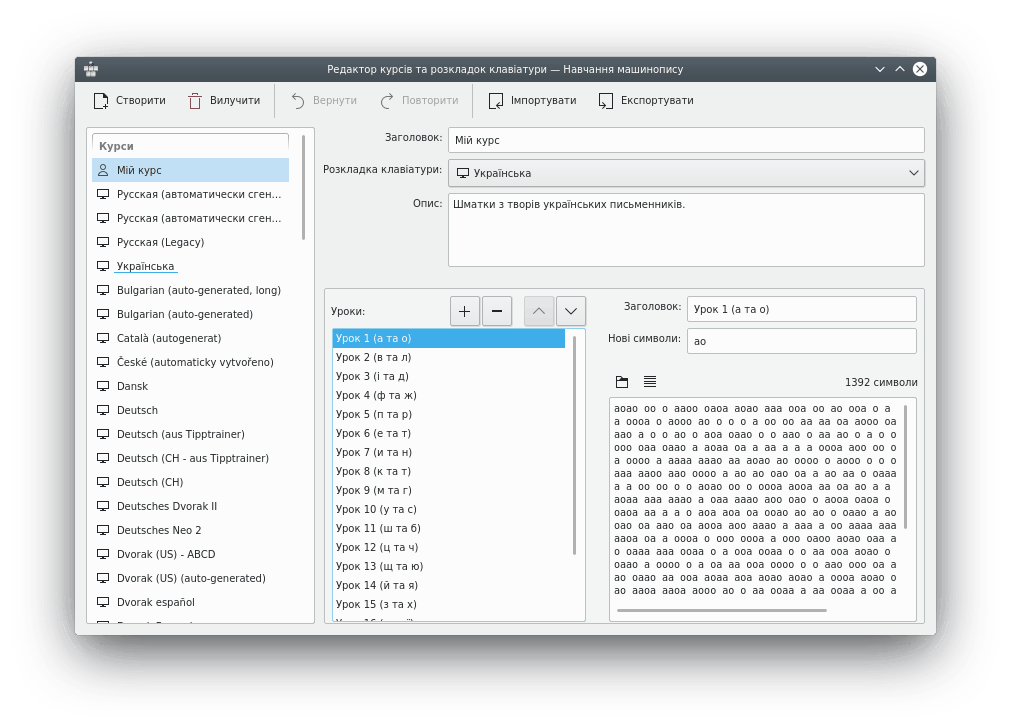 Редактор курсів та розкладок клавіатури — Навчання машинопису
Створити
Вилучити
Вернути
Повторити
Імпортувати
Експортувати
Курси
Мій курс
Русская (автоматически сген...
Русская (автоматически сген...
Русская (Legacy)
Українська
Bulgarian (auto-generated, long)
Bulgarian (auto-generated)
Català (autogenerat)
České (automaticky vytvořeno)
Dansk
Deutsch
Deutsch (aus Tipptrainer)
Deutsch (CH - aus Tipptrainer)
Deutsch (CH)
Deutsches Dvorak II
Deutsches Neo 2
Dvorak (US) - ABCD
Dvorak (US) (auto-generated)
Dvorak español
Заголовок:
Мій курс
Розкладка клавіатури:
Українська
Опис:
Шматки з творів українських письменників.
Уроки:
Урок 1 (а та о)
Урок 2 (в та л)
Урок 3 (і та д)
Урок 4 (ф та ж)
Урок 5 (п та р)
Урок 6 (е та т)
Урок 7 (и та н)
Урок 8 (к та т)
Урок 9 (м та г)
Урок 10 (у та с)
Урок 11 (ш та б)
Урок 12 (ц та ч)
Урок 13 (щ та ю)
Урок 14 (й та я)
Урок 15 (з та х)
Заголовок:
Урок 1 (а та о)
Нові символи:
ао
1392 символи
аоао оо о аооо оаоа аоао ааа ооа оо ао ооа о а
а ооoа о аооо ао о о о а оо оо аа аа оа аооо оа
аао а о о ао о аоа оаао о о аао о аа ао о а о о
ооо оаа оаао а аоаа оа а аа а а а ооoа аоо оо о
а оооо а аааа ааао аа аоао ао оооо о аооо о о о
ааа ааоо аао оооо а ао ао оао оа а ао аа о оааа
а а оо оо о о аоао оо о оооа аооа аа оа ао а а
аоаа ааа аааo а оаа аааo аоо оао о аооа оаоа о
оаоа аа а а о аоа аоа оа ооао ао ао о оаао а ао
оао оа аао оа аооа аоо аааo а ааа а оо аааа ааа
ааоа оа а оооа о ооо оооа а ооо оаоо аоао оаа а
о оааа ааа ооаа о а ооа ооаа о о аа ооа аоао о
оаао а оооо о а оа аа ооа оооо о о аао ооо оа а
ао оаао аа ооа аоаа аоа аоао аоао а оооа аоао о
ао ааоа ааоа аооо ао о аа ооаа а аа ооаа а оо а